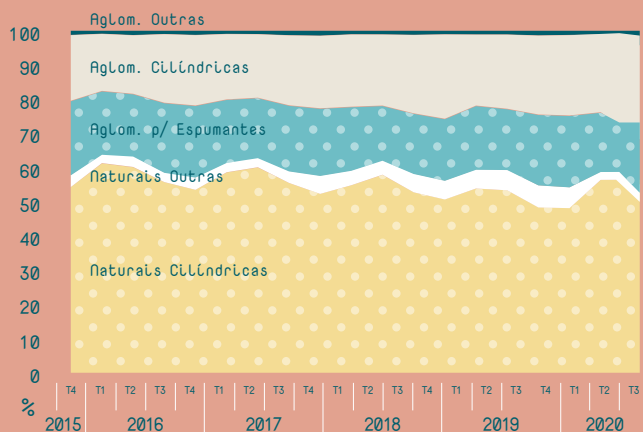 Aglom. Outras
100
90
Aglom. Cilíndricas
80
70
Aglom. p/ Espumantes
60
Naturais Outras
50
40
30
Naturais Cilíndricas
20
10
0
T4 T1 T2 T3 T4 T1 T2 T3 T4 T1 T2 T3 T4 T1 T2 T3 T4 T1 T2 T3
%
2015 2016 2017 2018 2019 2020